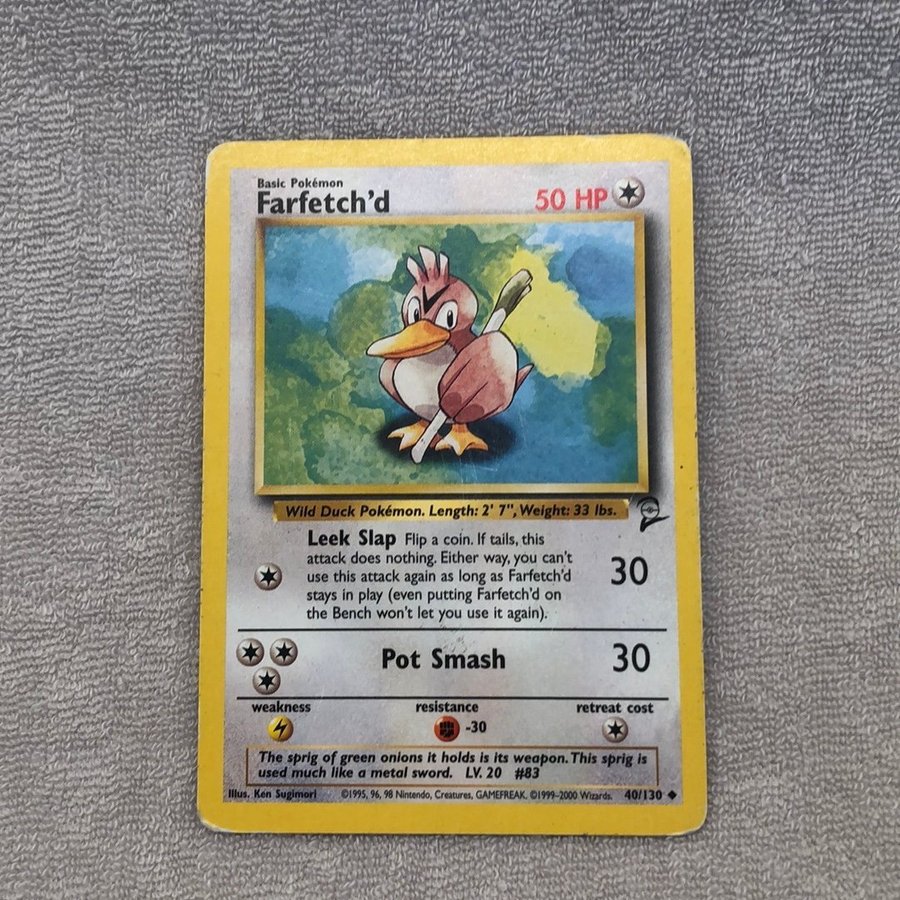 Basic Pokémon
Farfetch'd
50 HP
Wild Duck Pokémon. Length: 2' 7", Weight: 33 lbs.
Leek Slap Flip a coin. If tails, this
attack does nothing. Either way, you can't
use this attack again as long as Farfetch'd
stays in play (even putting Farfetch'd on
the Bench won't let you use it again).
30
Pot Smash 30
weakness resistance retreat cost
-30
The sprig of green onions it holds is its weapon. This sprig is
used much like a metal sword. LV. 20 #83
Illus. Ken Sugimori ©1995, 96, 98 Nintendo, Creatures, GAMEFREAK. ©1999-2000 Wizards. 40/130